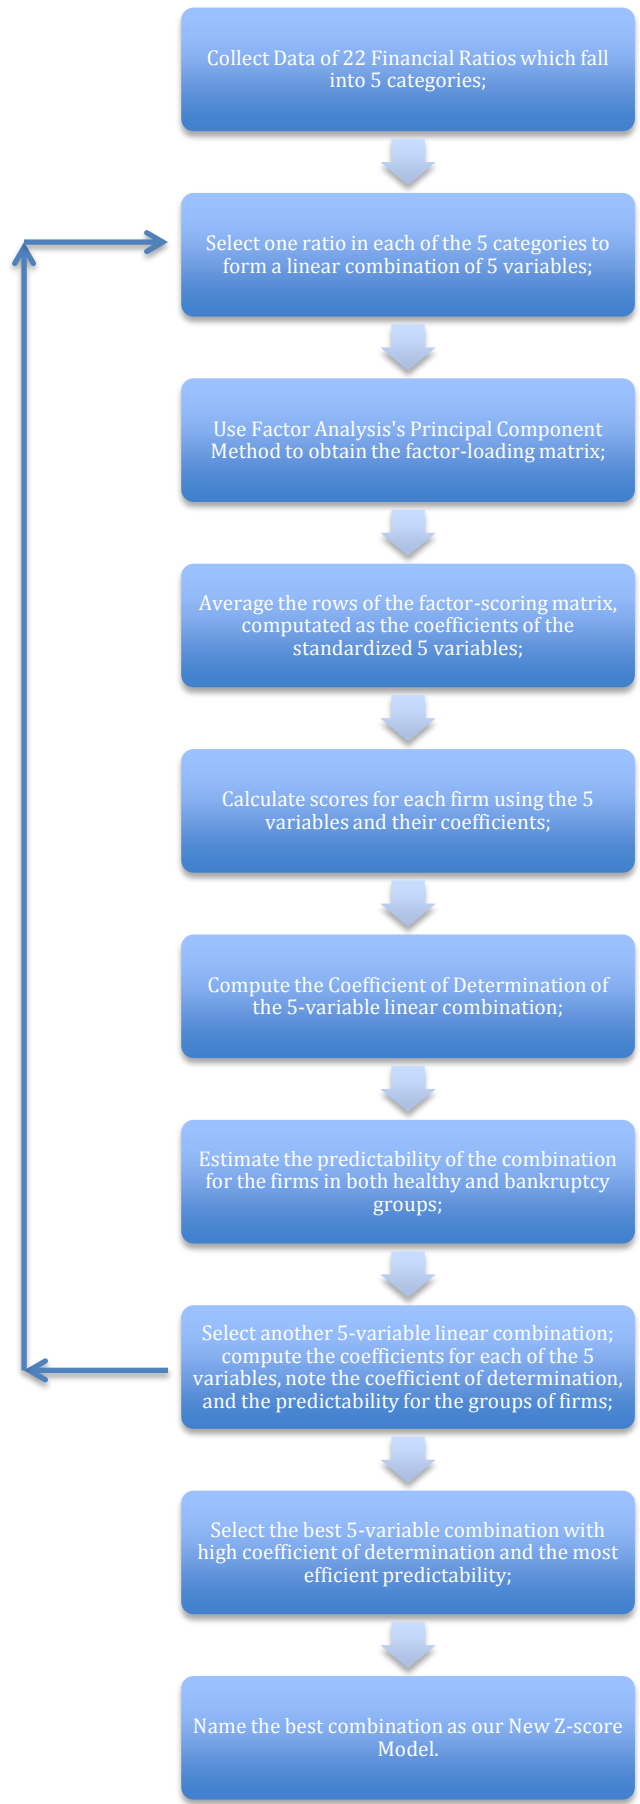 Collect Data of 22 Financial Ratios which fall
into 5 categories;
Select one ratio in each of the 5 categories to
form a linear combination of 5 variables;
Use Factor Analysis's Principal Component
Method to obtain the factor-loading matrix;
Average the rows of the factor-scoring matrix,
computated as the coefficients of the
standardized 5 variables;
Calculate scores for each firm using the 5
variables and their coefficients;
Compute the Coefficient of Determination of
the 5-variable linear combination;
Estimate the predictability of the combination
for the firms in both healthy and bankruptcy
groups;
Select another 5-variable linear combination;
compute the coefficients for each of the 5
variables, note the coefficient of determination,
and the predictability for the groups of firms;
Select the best 5-variable combination with
high coefficient of determination and the most
efficient predictability;
Name the best combination as our New Z-score
Model.